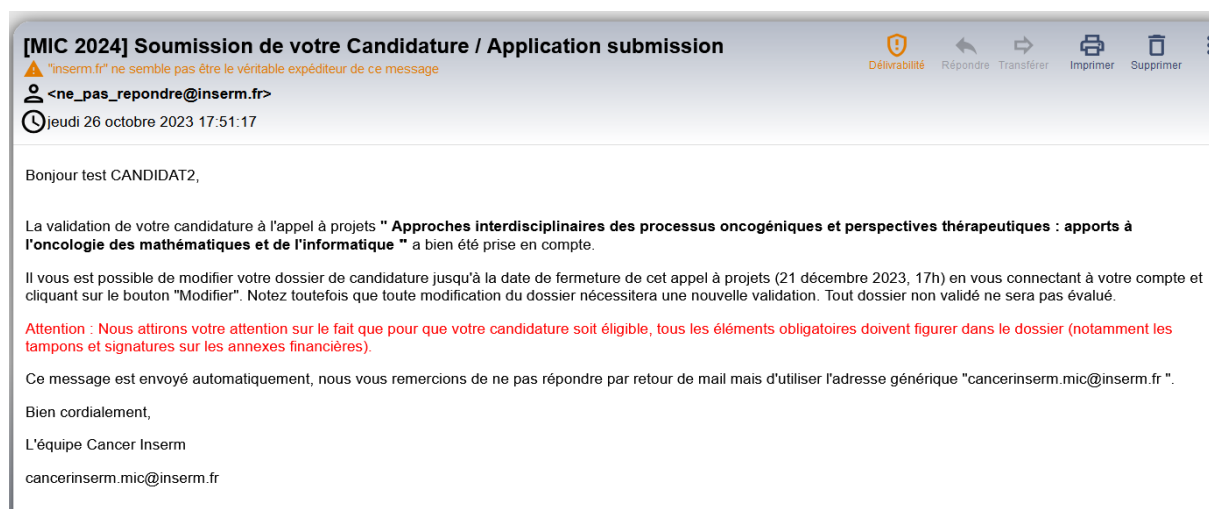 [MIC 2024] Soumission de votre Candidature / Application submission
"inserm.fr" ne semble pas être le véritable expéditeur de ce message
Délivrabilité
Répondre
Transférer
Imprimer
Supprimer
<ne_pas_repondre@inserm.fr>
jeudi 26 octobre 2023 17:51:17
Bonjour test CANDIDAT2,
La validation de votre candidature à l'appel à projets " Approches interdisciplinaires des processus oncogéniques et perspectives thérapeutiques : apports à
l'oncologie des mathématiques et de l'informatique " a bien été prise en compte.
Il vous est possible de modifier votre dossier de candidature jusqu'à la date de fermeture de cet appel à projets (21 décembre 2023, 17h) en vous connectant à votre compte et
cliquant sur le bouton "Modifier". Notez toutefois que toute modification du dossier nécessitera une nouvelle validation. Tout dossier non validé ne sera pas évalué.
Attention : Nous attirons votre attention sur le fait que pour que votre candidature soit éligible, tous les éléments obligatoires doivent figurer dans le dossier (notamment les
tampons et signatures sur les annexes financières).
Ce message est envoyé automatiquement, nous vous remercions de ne pas répondre par retour de mail mais d'utiliser l'adresse générique "cancerinserm.mic@inserm.fr ".
Bien cordialement,
L'équipe Cancer Inserm
cancerinserm.mic@inserm.fr